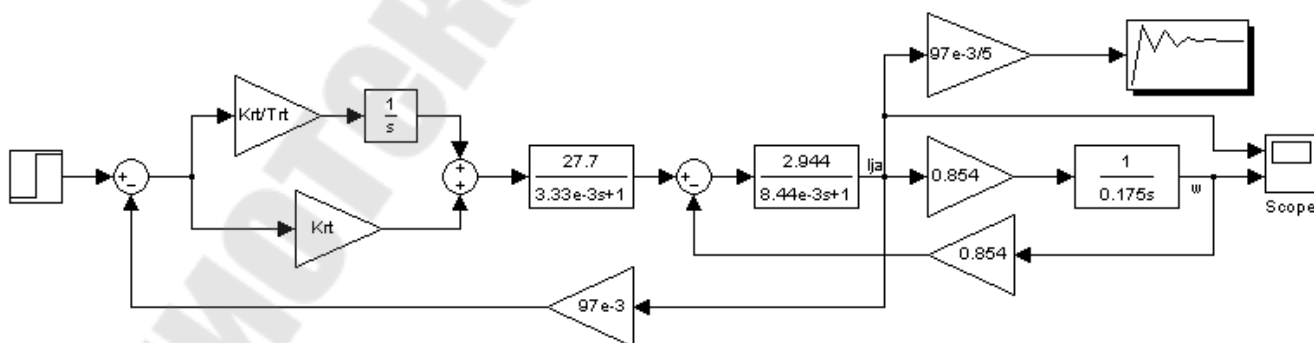 97e-3/5
Krt/Trt
1
s
27.7
3.33e-3s+1
2.944
8.44e-3s+1
Ija
0.854
1
0.175s
w
Scope
Krt
0.854
97e-3